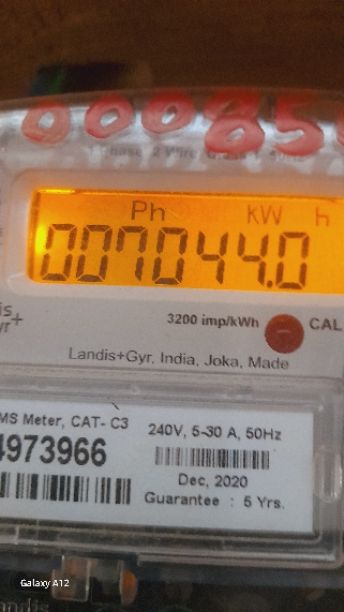 00085
Ph kW h
007044.0
3200 imp/kWh CAL
Landis+Gyr, India, Joka, Made
MS Meter, CAT- C3
4973966
240V, 5-30 A, 50Hz
Dec, 2020
Guarantee : 5 Yrs.
Galaxy A12